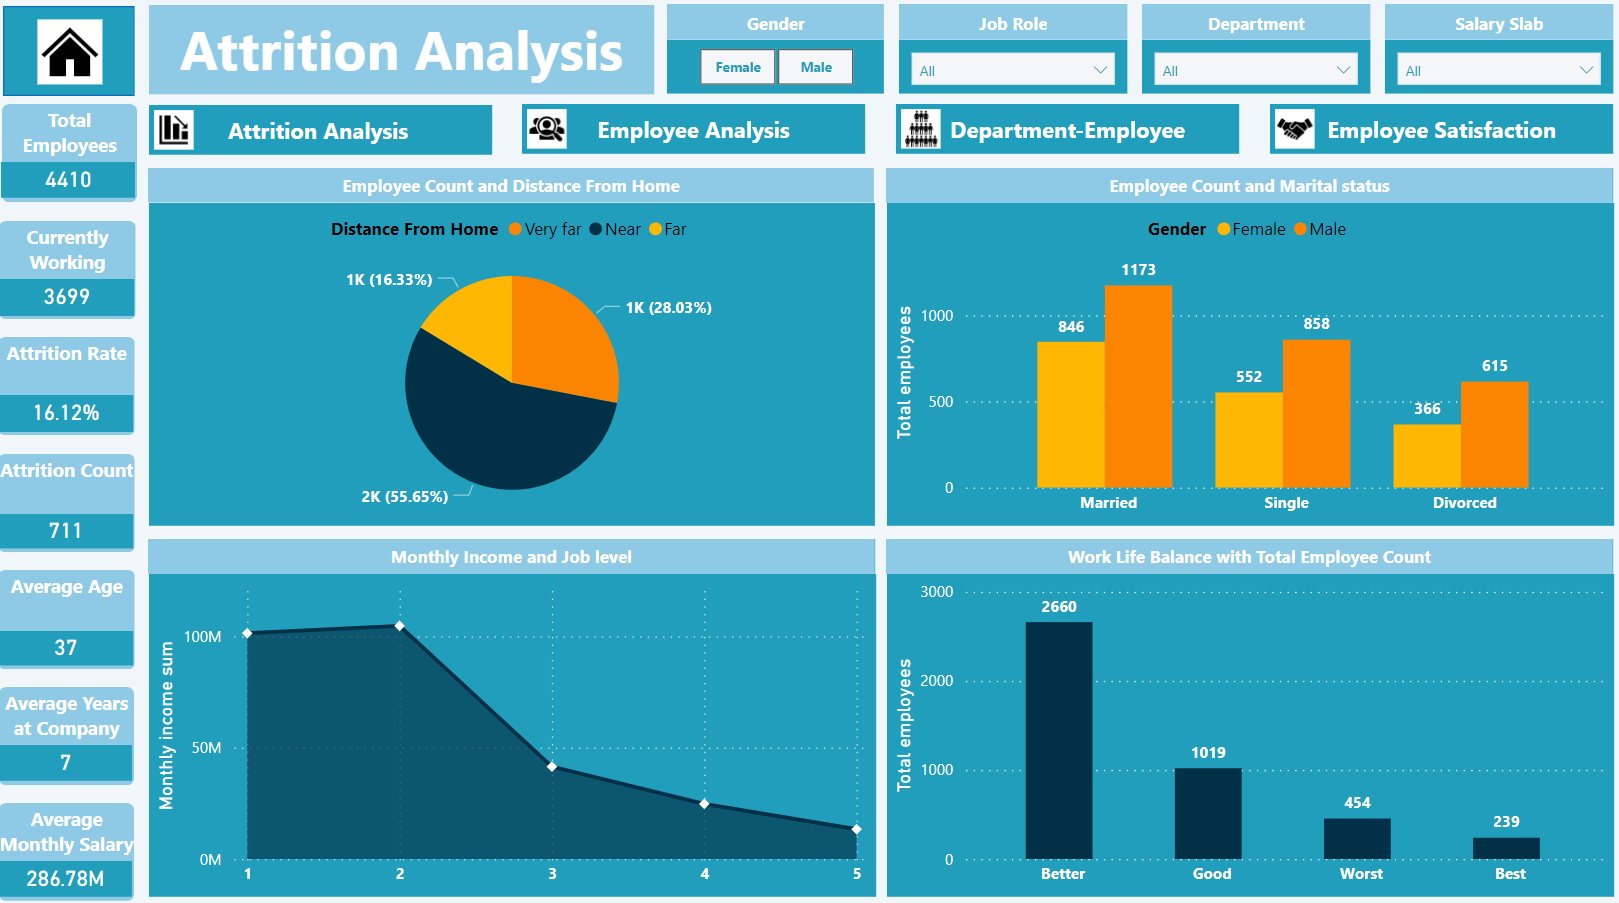 Attrition Analysis
Gender
Female
Male
Job Role
All
Department
All
Salary Slab
All
Attrition Analysis
Employee Analysis
Department-Employee
Employee Satisfaction
Total
Employees
4410
Currently
Working
3699
Attrition Rate
16.12%
Attrition Count
711
Average Age
37
Average Years
at Company
7
Average
Monthly Salary
286.78M
Employee Count and Distance From Home
Distance From Home Very far Near Far
1K (16.33%)
1K (28.03%)
2K (55.65%)
Employee Count and Marital status
Gender Female Male
Total employees
1000
500
0
846
1173
552
858
366
615
Married
Single
Divorced
Monthly Income and Job level
Monthly income sum
100M
50M
0M
1
2
3
4
5
Work Life Balance with Total Employee Count
Total employees
3000
2000
1000
0
2660
1019
454
239
Better
Good
Worst
Best